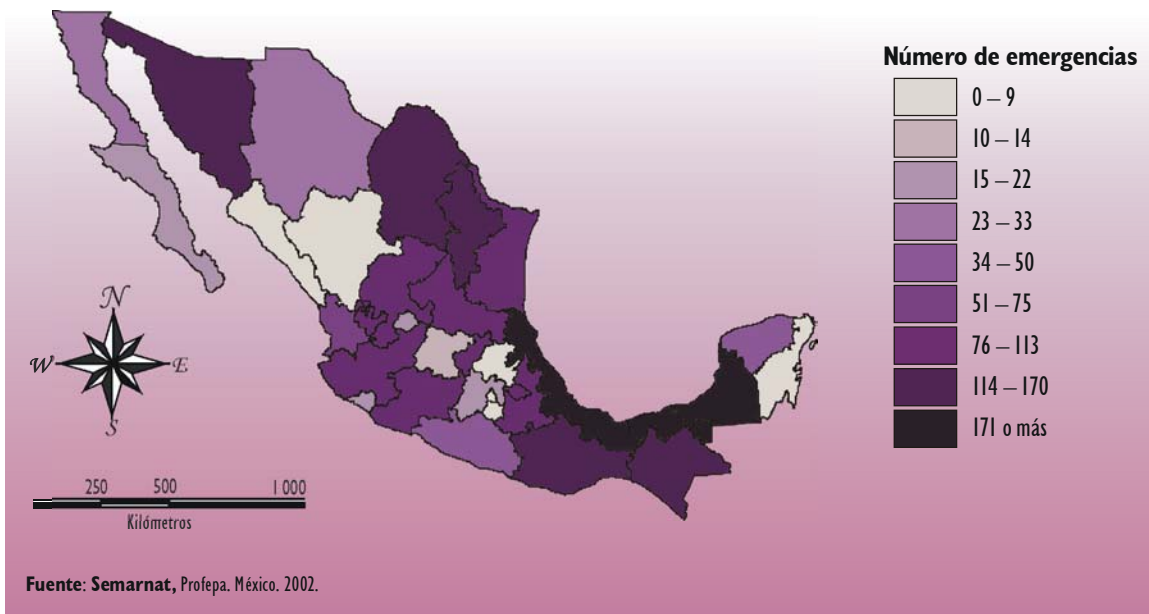 Número de emergencias
0 – 9
10 – 14
15 – 22
23 – 33
34 – 50
51 – 75
76 – 113
114 – 170
171 o más
N
W
E
S
250 500 1 000
Kilómetros
Fuente: Semarnat, Profepa. México. 2002.